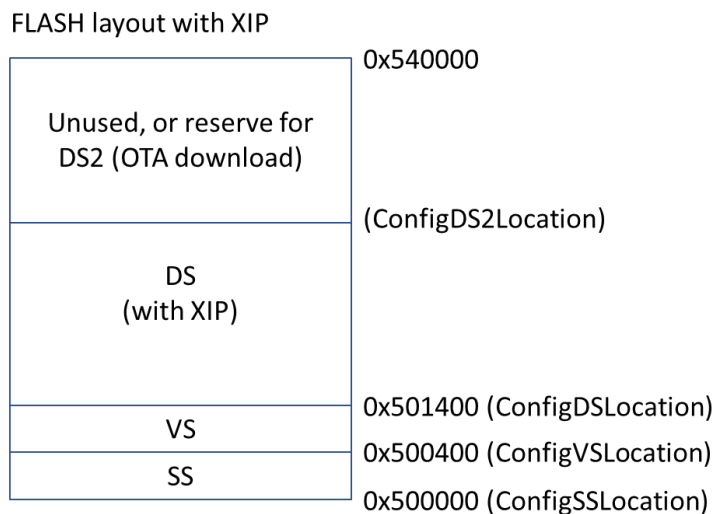 FLASH layout with XIP
0x540000
Unused, or reserve for
DS2 (OTA download)
(ConfigDS2Location)
DS
(with XIP)
0x501400 (ConfigDSLocation)
VS
0x500400 (ConfigVSLocation)
SS
0x500000 (ConfigSSLocation)